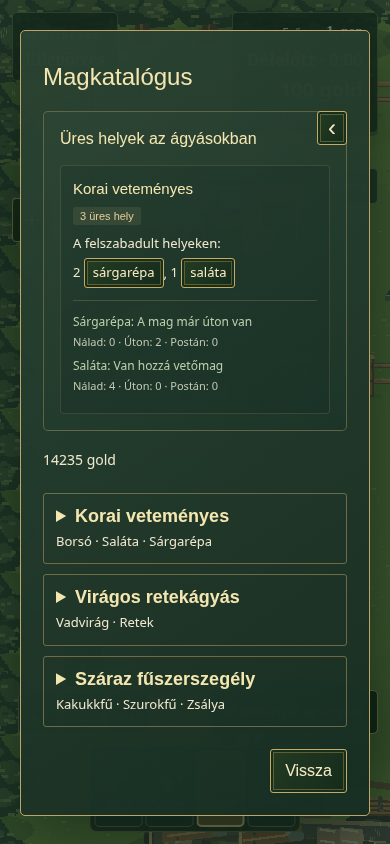 Magkatalógus
Üres helyek az ágyásokban
Korai veteményes
3 üres hely
A felszabadult helyeken:
2 sárgarépa, 1 saláta
Sárgarépa: A mag már úton van
Nálad: 0 · Úton: 2 · Postán: 0
Saláta: Van hozzá vetőmag
Nálad: 4 · Úton: 0 · Postán: 0
14235 gold
Korai veteményes
Borsó · Saláta · Sárgarépa
Virágos retekágyás
Vadvirág · Retek
Száraz fűszerszegély
Kakukkfű · Szurokfű · Zsálya
Vissza